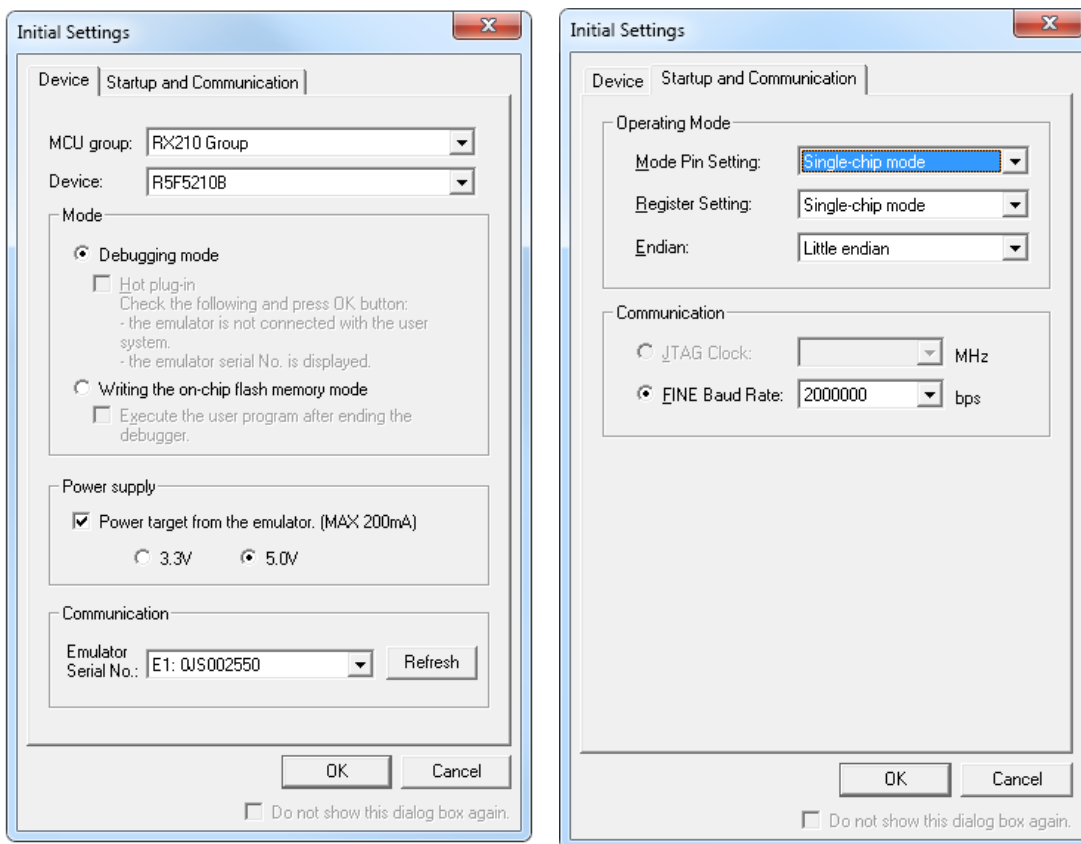 Initial Settings
Device
Startup and Communication
MCU group:
RX210 Group
Device:
R5F5210B
Mode
Debugging mode
Hot plug-in
Check the following and press OK button:
- the emulator is not connected with the user
system.
- the emulator serial No. is displayed.
Writing the on-chip flash memory mode
Execute the user program after ending the
debugger.
Power supply
Power target from the emulator. (MAX 200mA)
3.3V
5.0V
Communication
Emulator
Serial No.:
E1: 0JS002550
Refresh
OK
Cancel
Do not show this dialog box again.
Initial Settings
Device
Startup and Communication
Operating Mode
Mode Pin Setting:
Single-chip mode
Register Setting:
Single-chip mode
Endian:
Little endian
Communication
JTAG Clock:
MHz
FINE Baud Rate:
2000000
bps
OK
Cancel
Do not show this dialog box again.